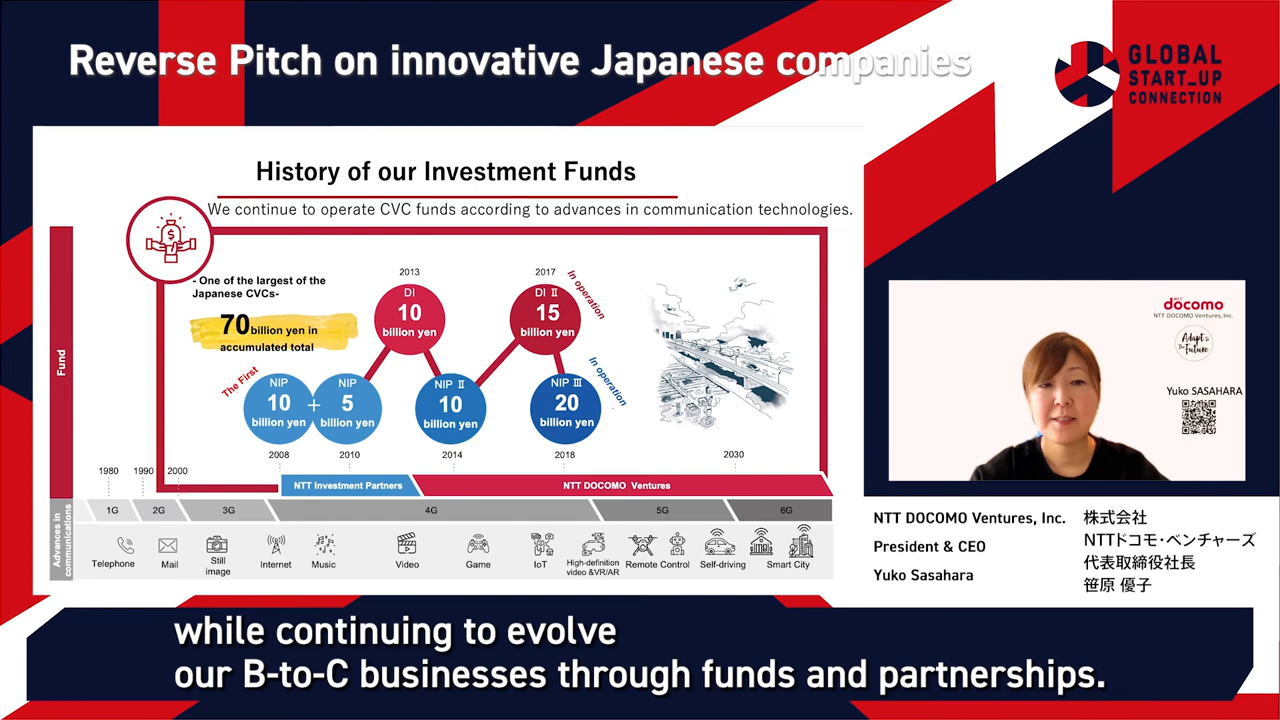 Reverse Pitch on innovative Japanese companies
GLOBAL
START_UP
CONNECTION
History of our Investment Funds
We continue to operate CVC funds according to advances in communication technologies.
- One of the largest of the
Japanese CVCs-
70 billion yen in
accumulated total
2013
DI
10
billion yen
2017
DI Ⅱ
15
billion yen
In operation
The First
NIP
10
billion yen
+
NIP
5
billion yen
NIP Ⅱ
10
billion yen
NIP Ⅲ
20
billion yen
In operation
Fund
1980
1990
2000
2008
2010
2014
2018
2030
NTT Investment Partners
NTT DOCOMO Ventures
Advances in
communications
1G
2G
3G
4G
5G
6G
Telephone
Mail
Still
image
Internet
Music
Video
Game
IoT
High-definition
video &VR/AR
Remote Control
Self-driving
Smart City
NTT
döcomo
NTT DOCOMO Ventures, Inc.
Adapt to
The Future
Yuko SASAHARA
NTT DOCOMO Ventures, Inc.
President & CEO
Yuko Sasahara
株式会社
NTTドコモ・ベンチャーズ
代表取締役社長
笹原 優子
while continuing to evolve
our B-to-C businesses through funds and partnerships.